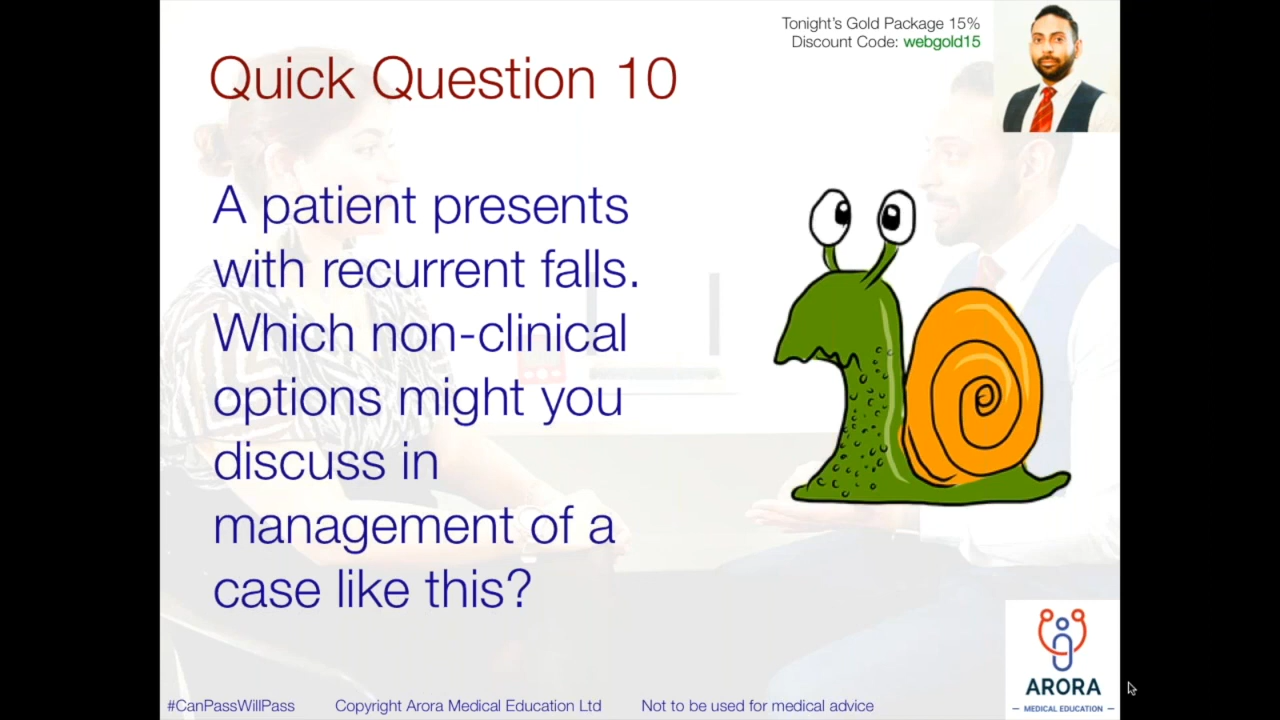 Tonight's Gold Package 15%
Discount Code: webgold15
Quick Question 10
A patient presents
with recurrent falls.
Which non-clinical
options might you
discuss in
management of a
case like this?
ARORA
MEDICAL EDUCATION
#CanPassWillPass Copyright Arora Medical Education Ltd Not to be used for medical advice